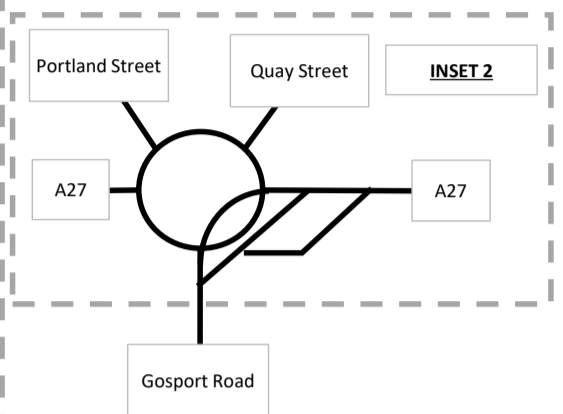 Portland Street
Quay Street
INSET 2
A27
A27
Gosport Road